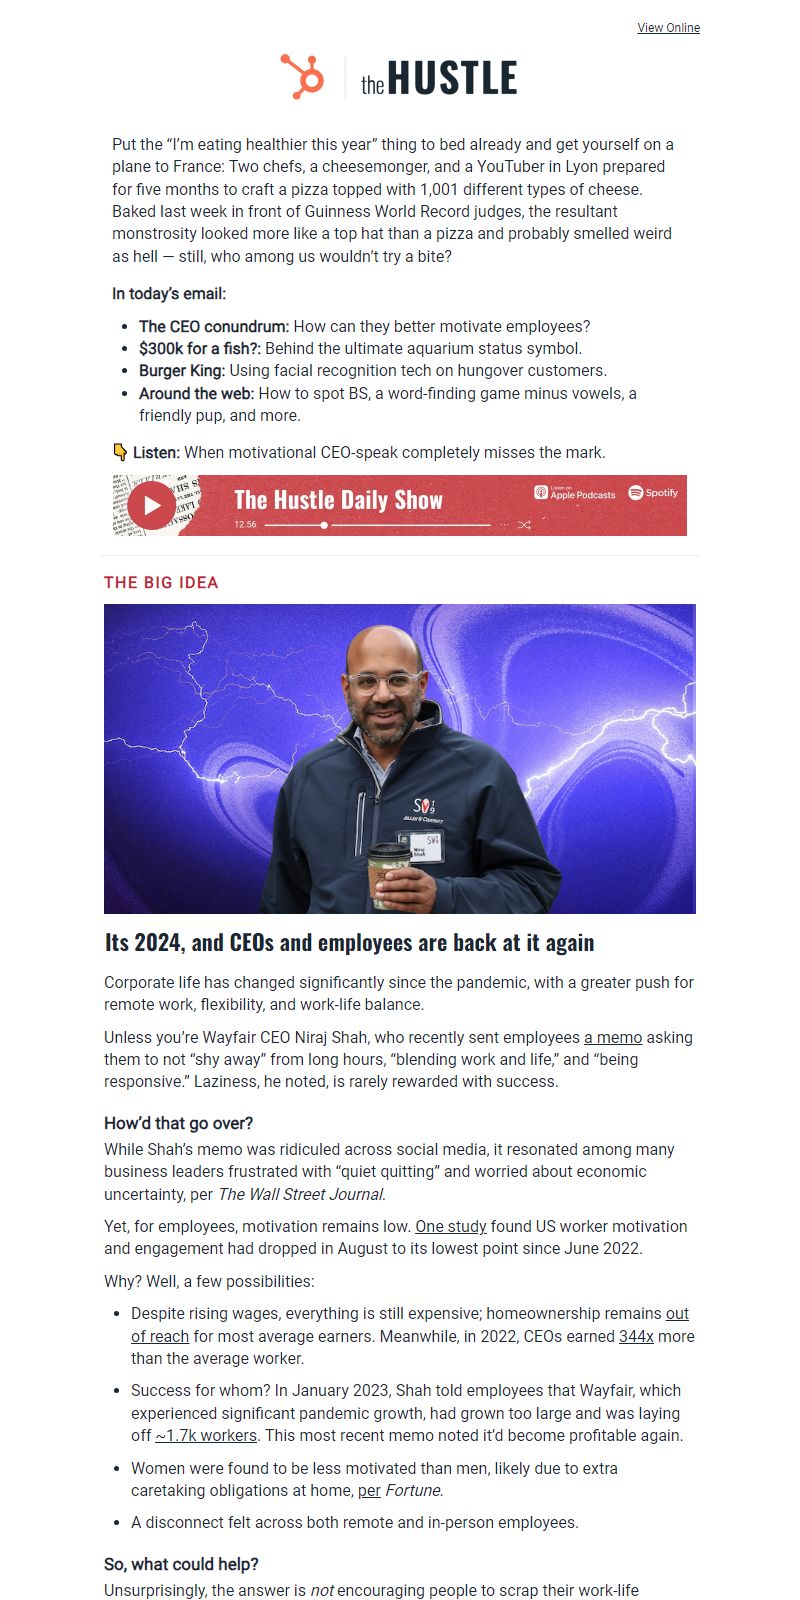 View Online
the HUSTLE
Put the “I’m eating healthier this year” thing to bed already and get yourself on a
plane to France: Two chefs, a cheesemonger, and a YouTuber in Lyon prepared
for five months to craft a pizza topped with 1,001 different types of cheese.
Baked last week in front of Guinness World Record judges, the resultant
monstrosity looked more like a top hat than a pizza and probably smelled weird
as hell — still, who among us wouldn’t try a bite?
In today’s email:
• The CEO conundrum: How can they better motivate employees?
• $300k for a fish?: Behind the ultimate aquarium status symbol.
• Burger King: Using facial recognition tech on hungover customers.
• Around the web: How to spot BS, a word-finding game minus vowels, a
friendly pup, and more.
👇 Listen: When motivational CEO-speak completely misses the mark.
The Hustle Daily Show
Listen on
Apple Podcasts
Spotify
12.56
THE BIG IDEA
SV
19
ALLEN & COMPANY
SV
Niraj
Shah
Its 2024, and CEOs and employees are back at it again
Corporate life has changed significantly since the pandemic, with a greater push for
remote work, flexibility, and work-life balance.
Unless you’re Wayfair CEO Niraj Shah, who recently sent employees a memo asking
them to not “shy away” from long hours, “blending work and life,” and “being
responsive.” Laziness, he noted, is rarely rewarded with success.
How’d that go over?
While Shah’s memo was ridiculed across social media, it resonated among many
business leaders frustrated with “quiet quitting” and worried about economic
uncertainty, per The Wall Street Journal.
Yet, for employees, motivation remains low. One study found US worker motivation
and engagement had dropped in August to its lowest point since June 2022.
Why? Well, a few possibilities:
• Despite rising wages, everything is still expensive; homeownership remains out
of reach for most average earners. Meanwhile, in 2022, CEOs earned 344x more
than the average worker.
• Success for whom? In January 2023, Shah told employees that Wayfair, which
experienced significant pandemic growth, had grown too large and was laying
off ~1.7k workers. This most recent memo noted it’d become profitable again.
• Women were found to be less motivated than men, likely due to extra
caretaking obligations at home, per Fortune.
• A disconnect felt across both remote and in-person employees.
So, what could help?
Unsurprisingly, the answer is not encouraging people to scrap their work-life